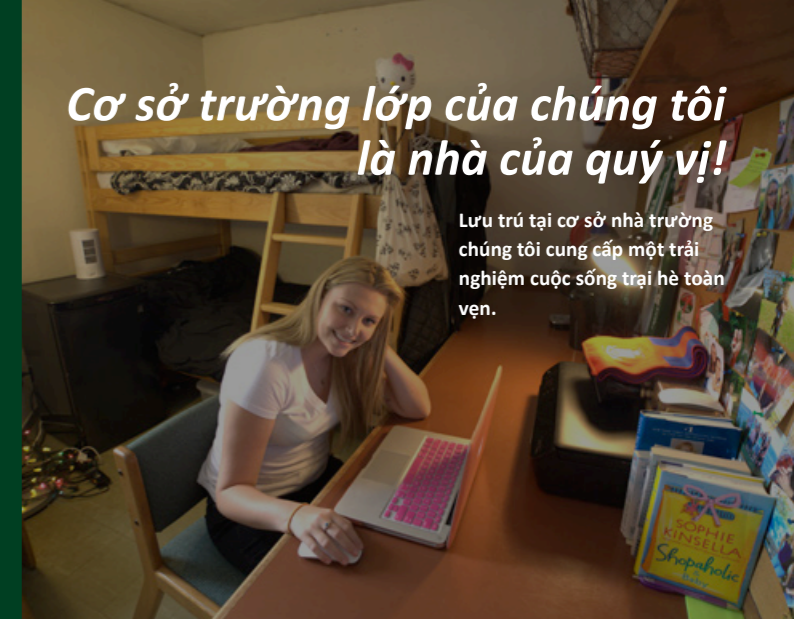 Cơ sở trường lớp của chúng tôi
là nhà của quý vị!
Lưu trú tại cơ sở nhà trường
chúng tôi cung cấp một trải
nghiệm cuộc sống trại hè toàn
vẹn.
SOPHIE
KINSELLA
Shopaholic
& Baby